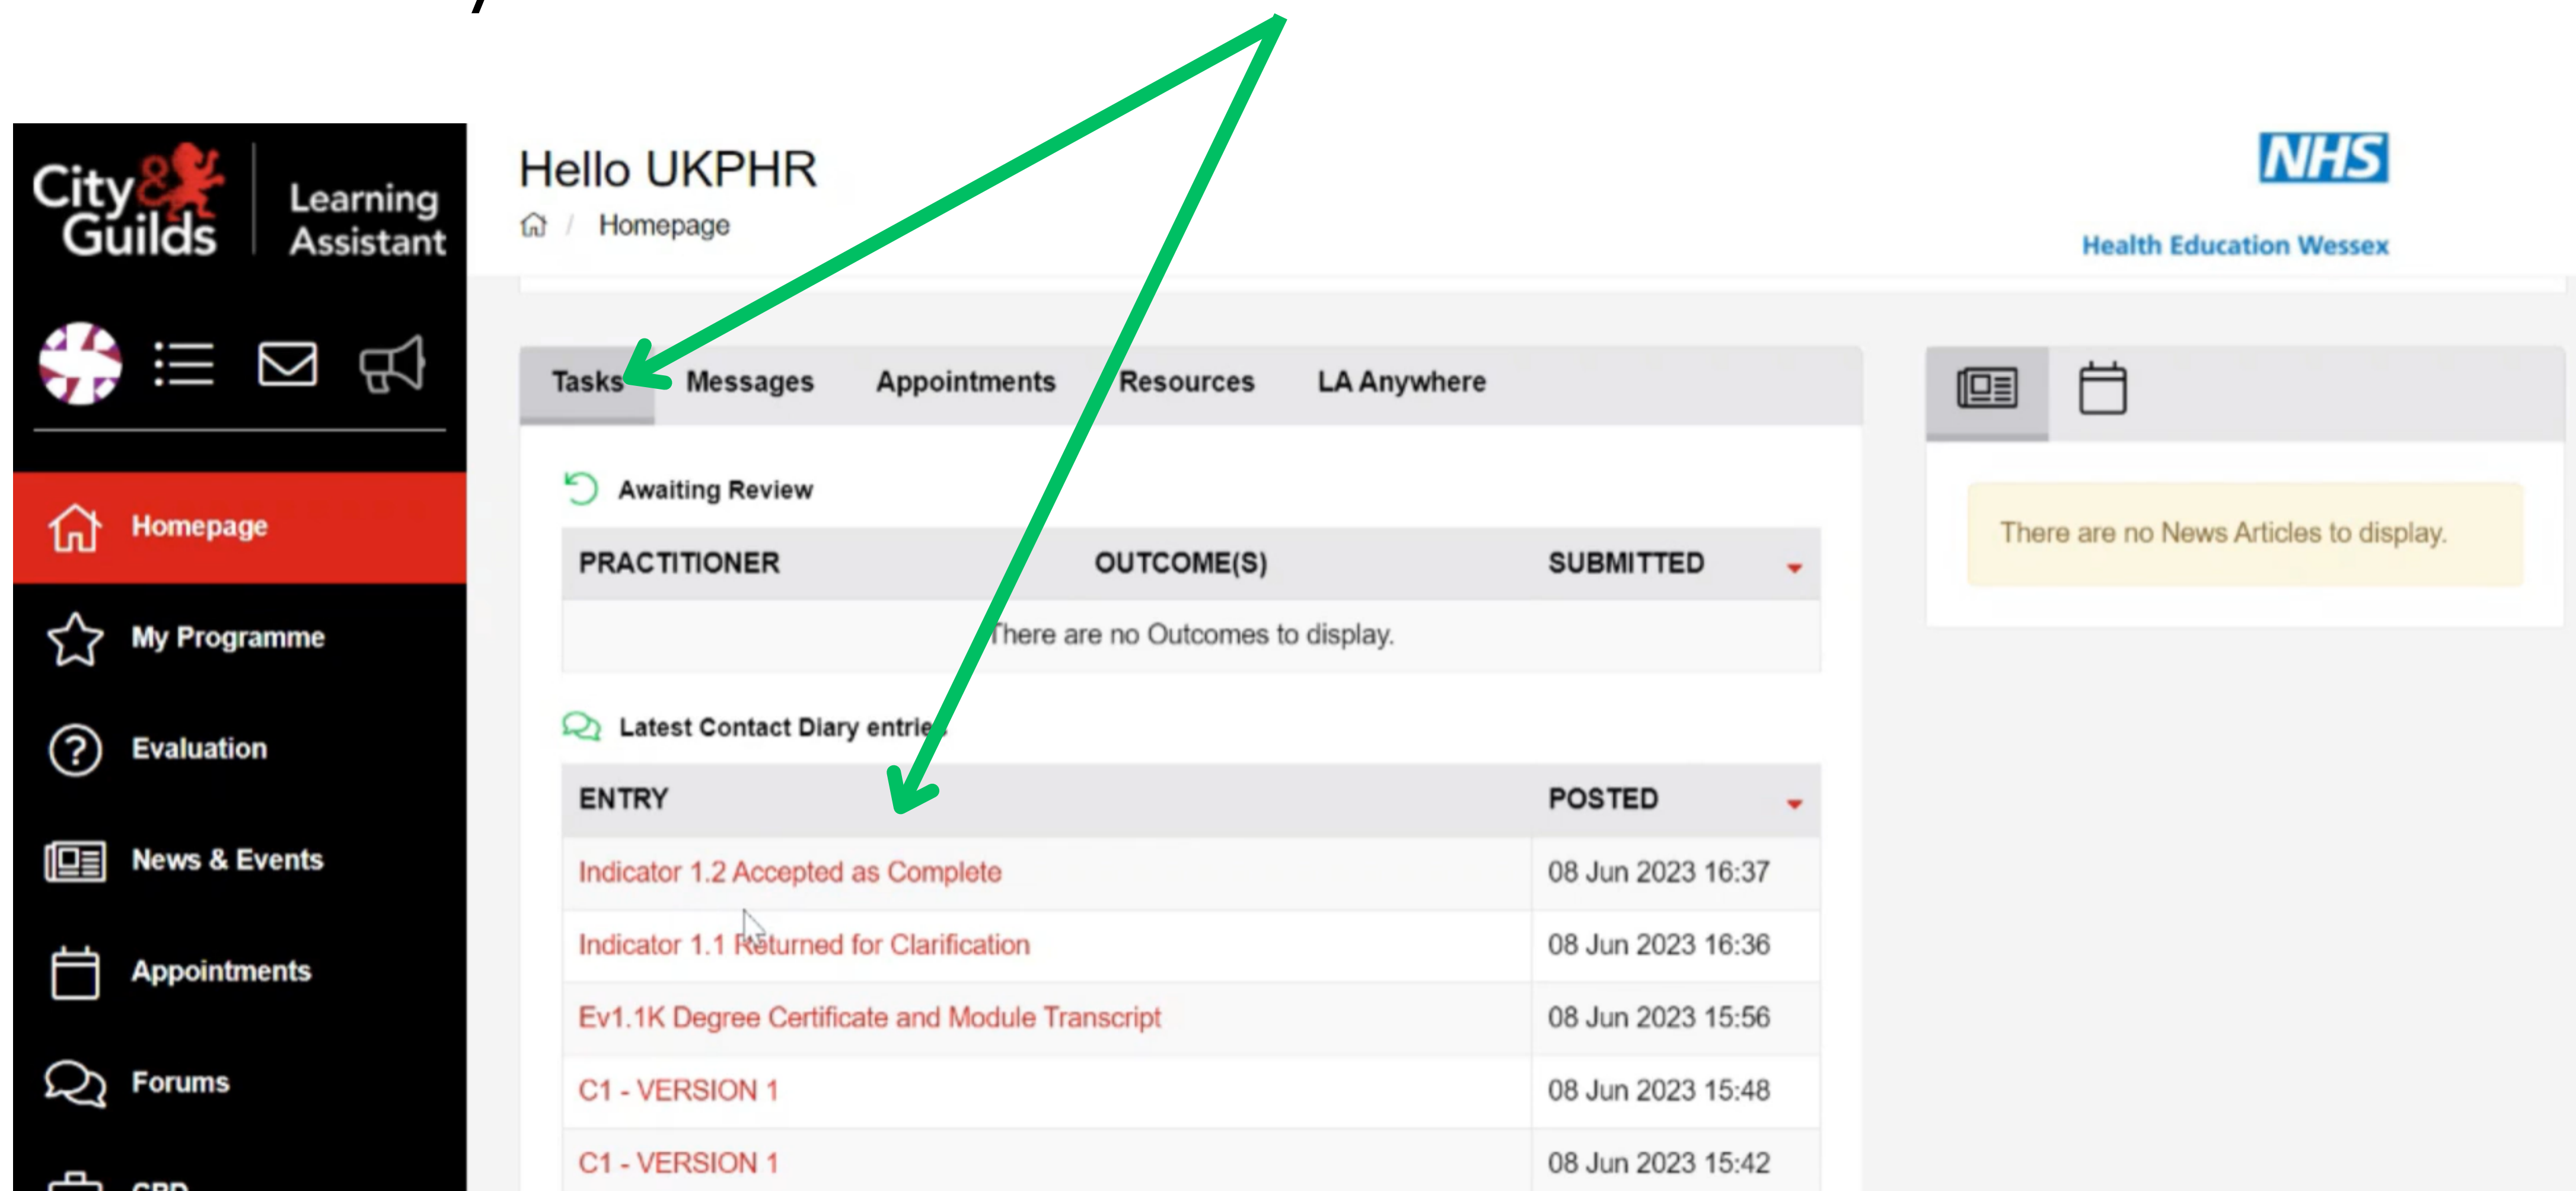 City & Guilds
Learning Assistant
Hello UKPHR
/ Homepage
NHS
Health Education Wessex
Tasks Messages Appointments Resources LA Anywhere
Homepage
My Programme
Evaluation
News & Events
Appointments
Forums
Awaiting Review
PRACTITIONER OUTCOME(S) SUBMITTED
There are no Outcomes to display.
Latest Contact Diary entries
ENTRY POSTED
Indicator 1.2 Accepted as Complete 08 Jun 2023 16:37
Indicator 1.1 Returned for Clarification 08 Jun 2023 16:36
Ev1.1K Degree Certificate and Module Transcript 08 Jun 2023 15:56
C1 - VERSION 1 08 Jun 2023 15:48
C1 - VERSION 1 08 Jun 2023 15:42
There are no News Articles to display.